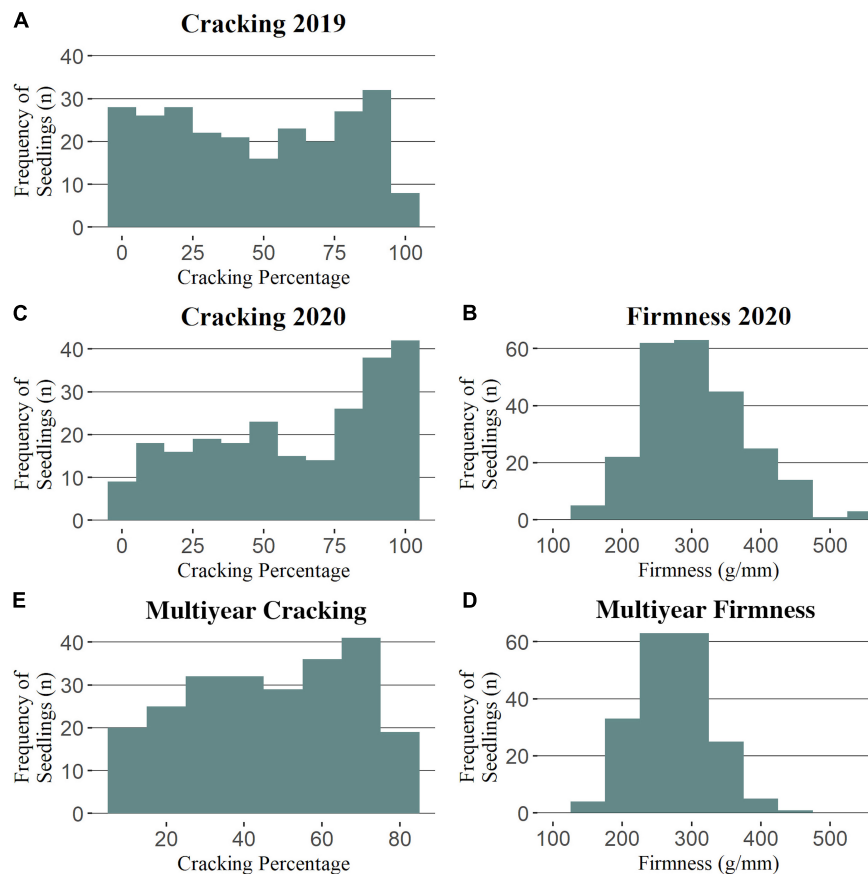 A
Cracking 2019
Frequency of
Seedlings (n)
40
30
20
10
0
0 25 50 75 100
Cracking Percentage
C
Cracking 2020
Frequency of
Seedlings (n)
40
30
20
10
0
0 25 50 75 100
Cracking Percentage
B
Firmness 2020
Frequency of
Seedlings (n)
60
40
20
0
100 200 300 400 500
Firmness (g/mm)
E
Multiyear Cracking
Frequency of
Seedlings (n)
40
30
20
10
0
20 40 60 80
Cracking Percentage
D
Multiyear Firmness
Frequency of
Seedlings (n)
60
40
20
0
100 200 300 400 500
Firmness (g/mm)